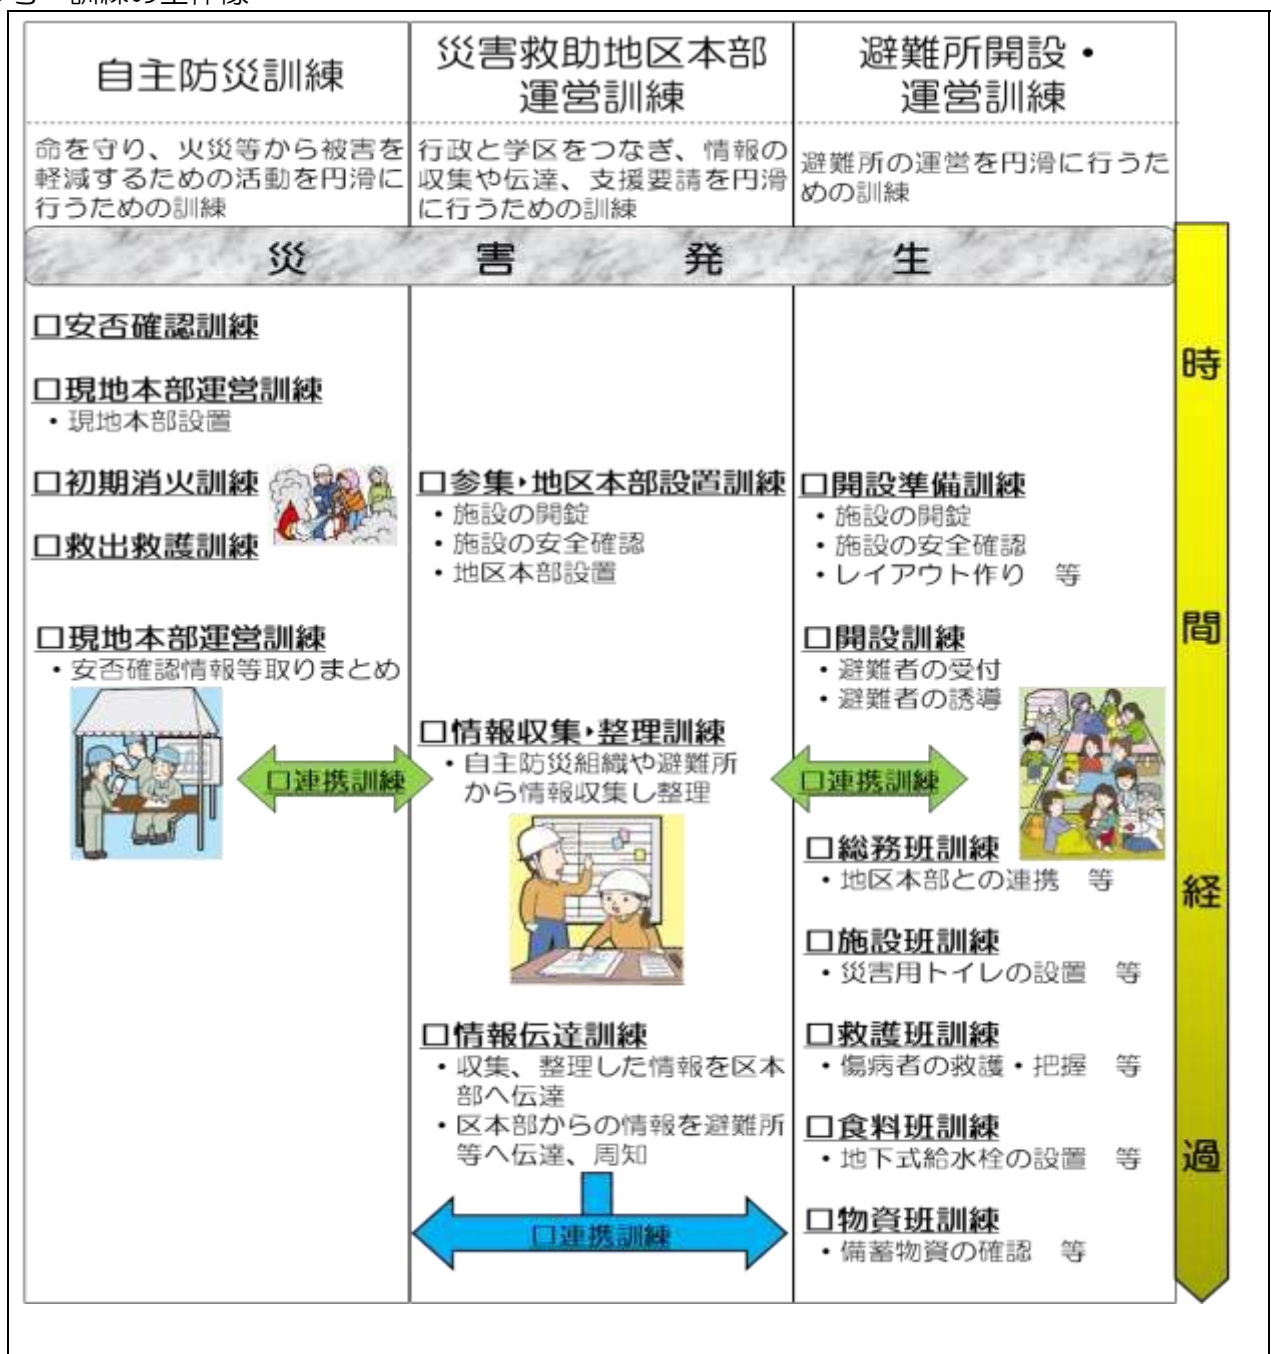 訓練の全体像
自主防災訓練
命を守り、火災等から被害を
軽減するための活動を円滑に
行うための訓練
災害救助地区本部
運営訓練
行政と学区をつなぎ、情報の
収集や伝達、支援要請を円滑
に行うための訓練
避難所開設・
運営訓練
避難所の運営を円滑に行うた
めの訓練
災害発生
□安否確認訓練
□現地本部運営訓練
・現地本部設置
□初期消火訓練
□救出救護訓練
□現地本部運営訓練
・安否確認情報等取りまとめ
□連携訓練
□参集・地区本部設置訓練
・施設の開錠
・施設の安全確認
・地区本部設置
□情報収集・整理訓練
・自主防災組織や避難所
から情報収集し整理
□情報伝達訓練
・収集、整理した情報を区本
部へ伝達
・区本部からの情報を避難所
等へ伝達、周知
□連携訓練
□開設準備訓練
・施設の開錠
・施設の安全確認
・レイアウト作り　等
□開設訓練
・避難者の受付
・避難者の誘導
□連携訓練
□総務班訓練
・地区本部との連携　等
□施設班訓練
・災害用トイレの設置　等
□救護班訓練
・傷病者の救護・把握　等
□食料班訓練
・地下式給水栓の設置　等
□物資班訓練
・備蓄物資の確認　等
時間経過